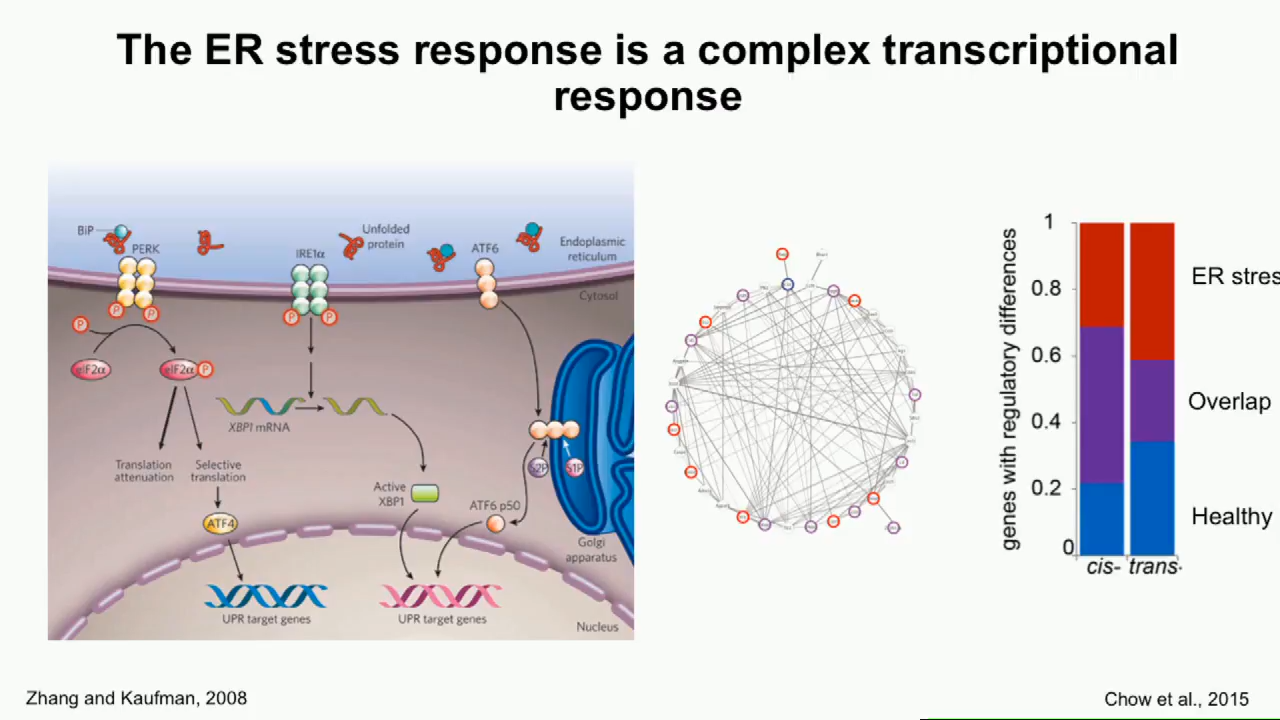 The ER stress response is a complex transcriptional
response
BiP
PERK
Unfolded
protein
IRE1α
ATF6
Endoplasmic
reticulum
Cytosol
P
P
P
P
P
P
eIF2α
eIF2α
P
XBP1 mRNA
Translation
attenuation
Selective
translation
Active
XBP1
S2P
S1P
ATF6 p50
ATF4
Golgi
apparatus
UPR target genes
UPR target genes
Nucleus
genes with regulatory differences
1
0.8
0.6
0.4
0.2
0
cis- trans-
ER stres
Overlap
Healthy
Zhang and Kaufman, 2008
Chow et al., 2015